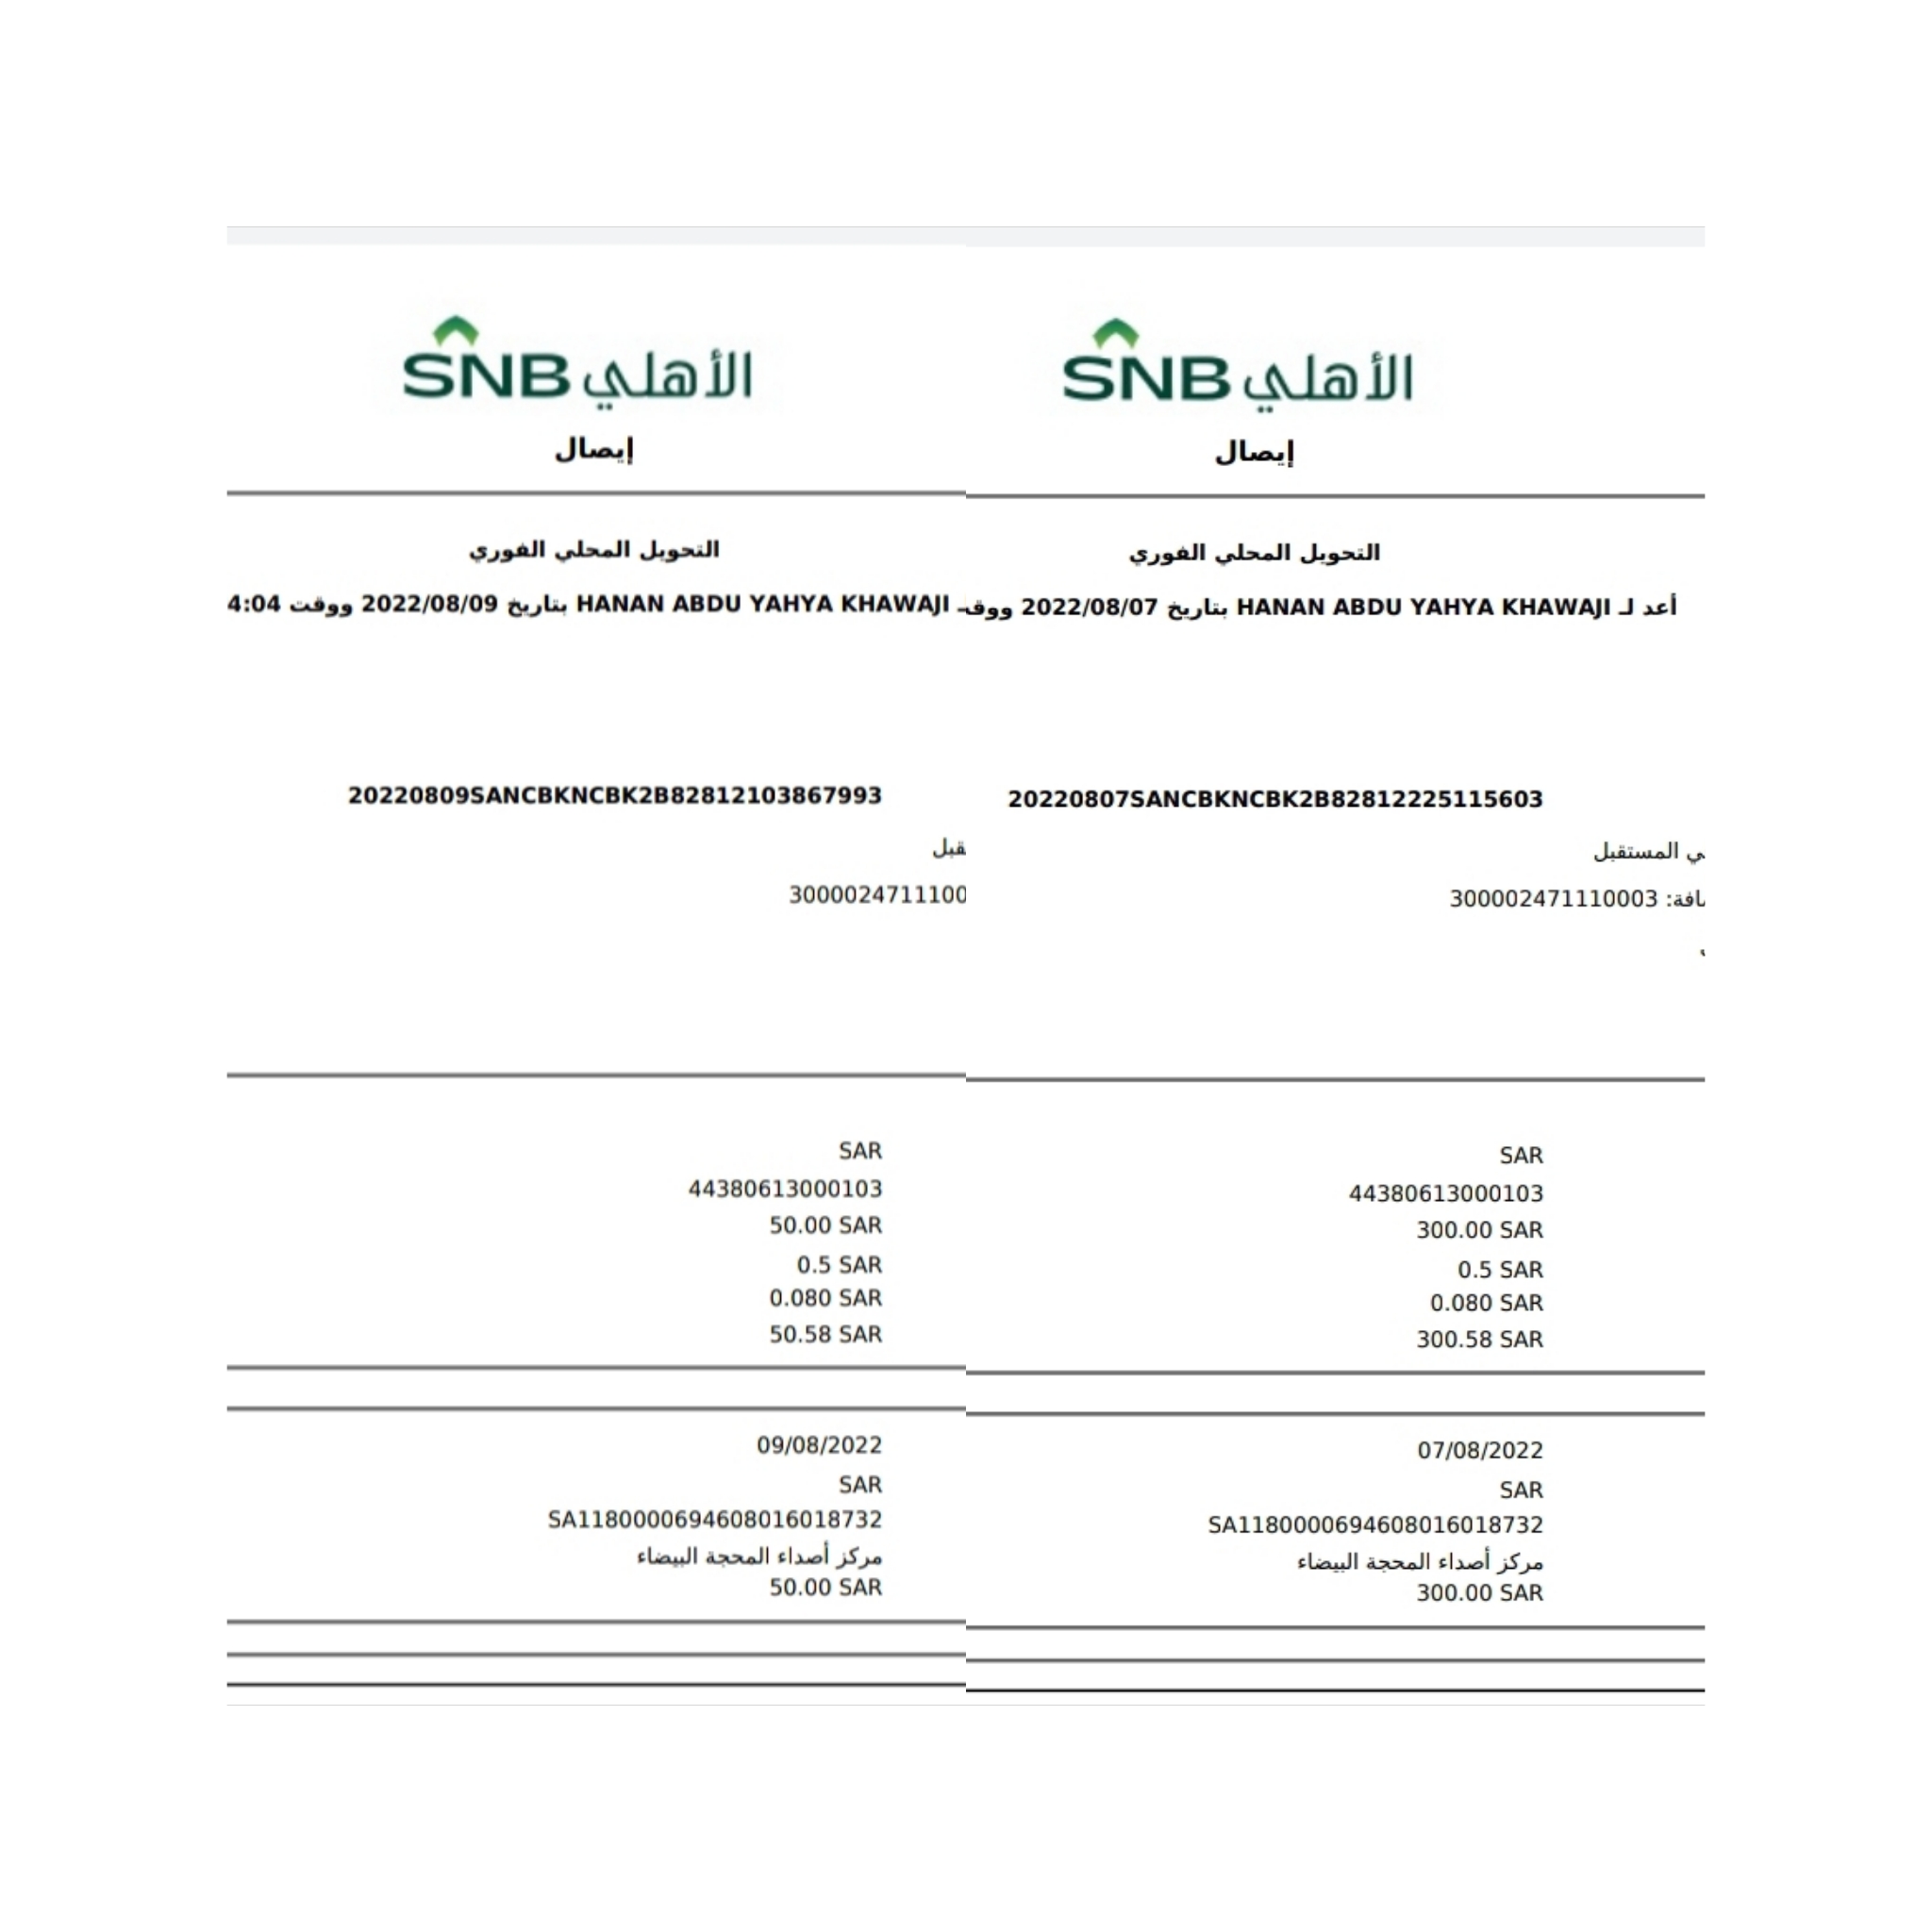 SNB الأهلي
إيصال
التحويل المحلي الفوري
أعد لـ HANAN ABDU YAHYA KHAWAJI بتاريخ 2022/08/07
20220807SANCBKNCBK2B82812225115603
المستقبل
300002471110003
SAR
44380613000103
300.00 SAR
0.5 SAR
0.080 SAR
300.58 SAR
07/08/2022
SAR
SA1180000694608016018732
مركز أصداء المحجة البيضاء
300.00 SAR
SNB الأهلي
إيصال
التحويل المحلي الفوري
HANAN ABDU YAHYA KHAWAJI بتاريخ 2022/08/09 ووقت 4:04
20220809SANCBKNCBK2B82812103867993
3000024711100
SAR
44380613000103
50.00 SAR
0.5 SAR
0.080 SAR
50.58 SAR
09/08/2022
SAR
SA1180000694608016018732
مركز أصداء المحجة البيضاء
50.00 SAR